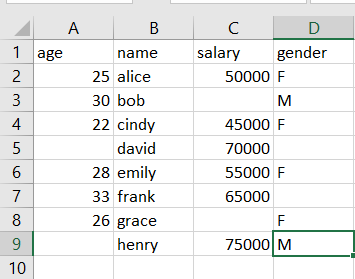 A B C D
1 age name salary gender
2 25 alice 50000 F
3 30 bob M
4 22 cindy 45000 F
5 david 70000
6 28 emily 55000 F
7 33 frank 65000
8 26 grace F
9 henry 75000 M
10